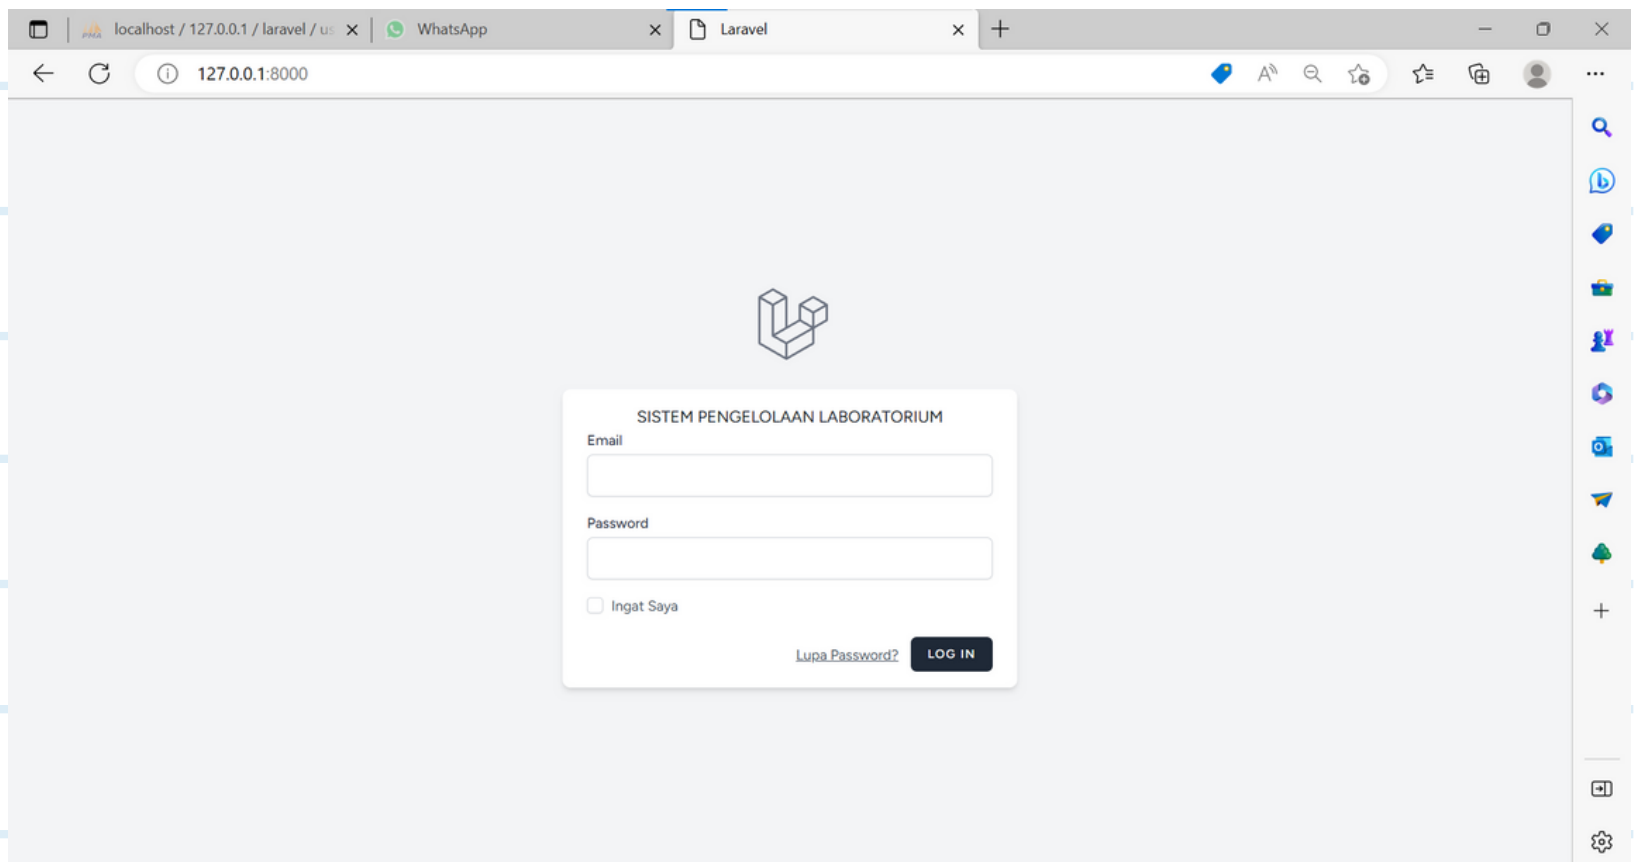 localhost / 127.0.0.1 / laravel / us
WhatsApp
Laravel
127.0.0.1:8000
SISTEM PENGELOLAAN LABORATORIUM
Email
Password
Ingat Saya
Lupa Password?
LOG IN